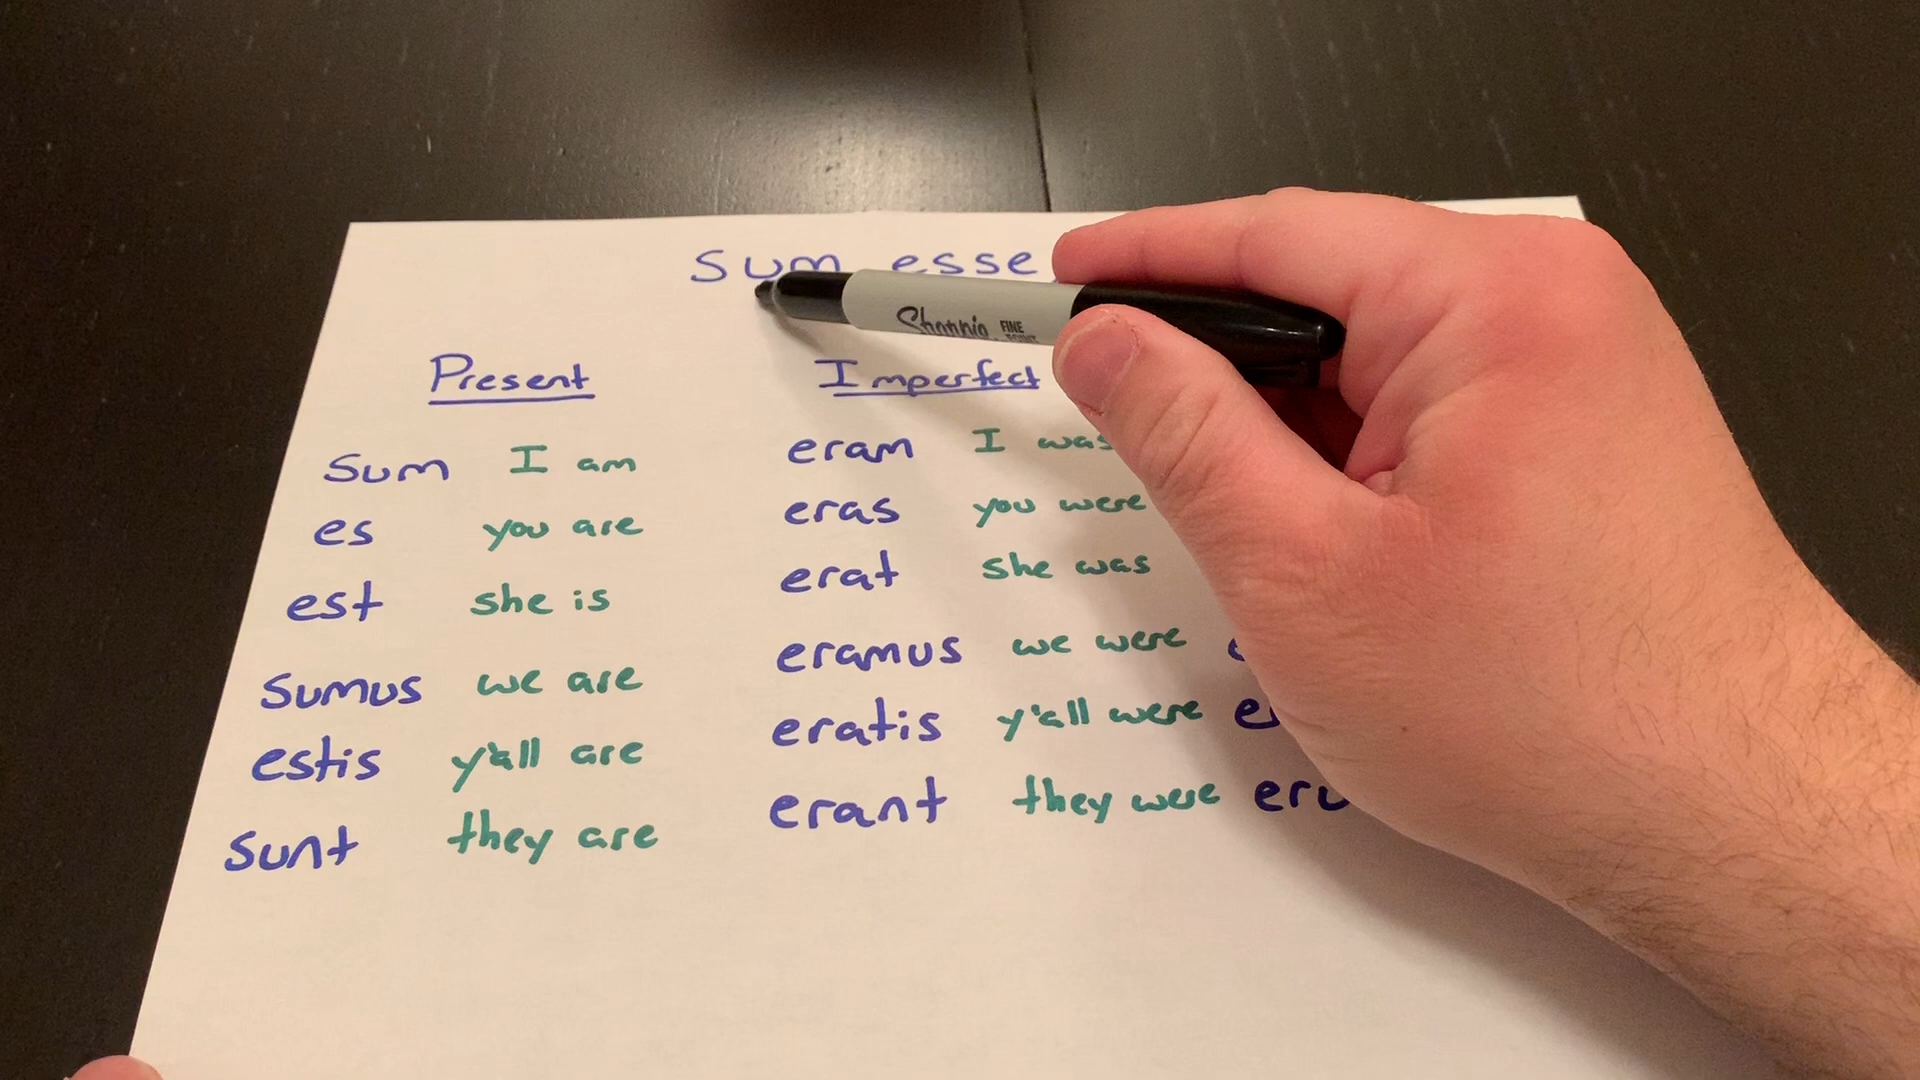 Sum esse
Sharpie FINE POINT
Present Imperfect
sum I am eram I was
es you are eras you were
est she is erat she was
sumus we are eramus we were
estis y'all are eratis y'all were
sunt they are erant they were